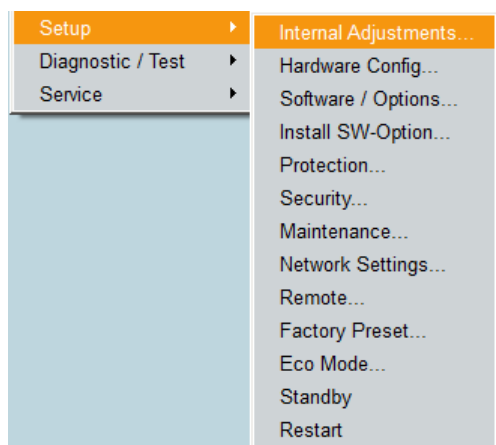 Setup
Diagnostic / Test
Service
Internal Adjustments...
Hardware Config...
Software / Options...
Install SW-Option...
Protection...
Security...
Maintenance...
Network Settings...
Remote...
Factory Preset...
Eco Mode...
Standby
Restart